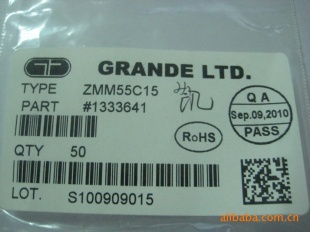 GRANDE LTD.
TYPE ZMM55C15
PART #1333641
QA
Sep.09,2010
PASS
RoHS
QTY 50
LOT. S100909015
alibaba.com.cn